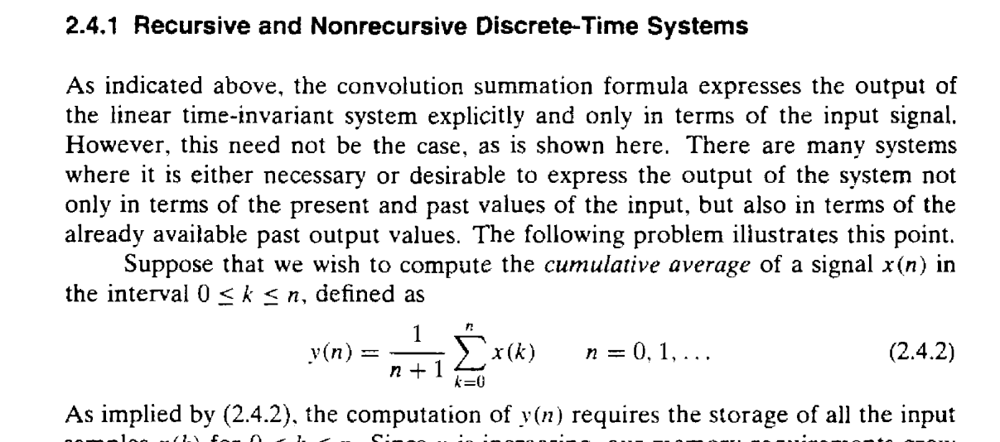 2.4.1 Recursive and Nonrecursive Discrete-Time Systems
As indicated above, the convolution summation formula expresses the output of
the linear time-invariant system explicitly and only in terms of the input signal.
However, this need not be the case, as is shown here. There are many systems
where it is either necessary or desirable to express the output of the system not
only in terms of the present and past values of the input, but also in terms of the
already available past output values. The following problem illustrates this point.
Suppose that we wish to compute the cumulative average of a signal x(n) in
the interval 0 ≤ k ≤ n, defined as
y(n) = \frac{1}{n+1} \sum_{k=0}^{n} x(k)    n = 0, 1, ...    (2.4.2)
As implied by (2.4.2), the computation of y(n) requires the storage of all the input